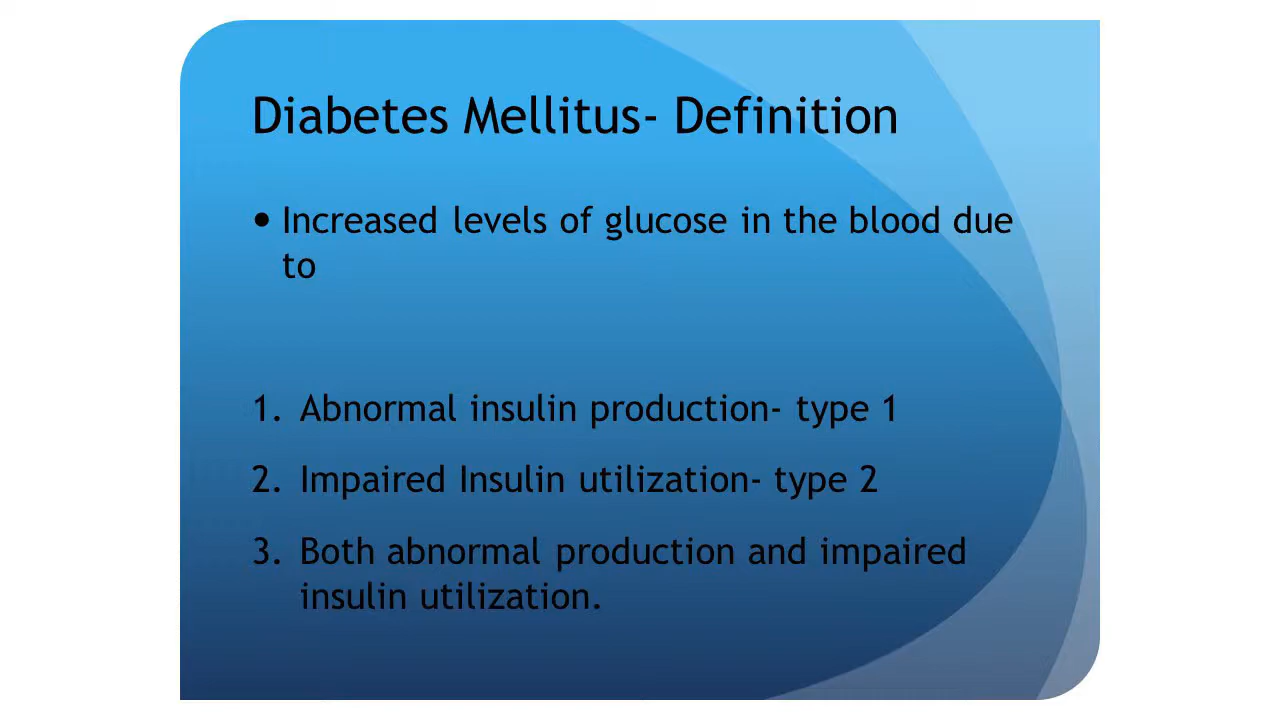 Diabetes Mellitus- Definition
• Increased levels of glucose in the blood due
to
1. Abnormal insulin production- type 1
2. Impaired Insulin utilization- type 2
3. Both abnormal production and impaired
insulin utilization.